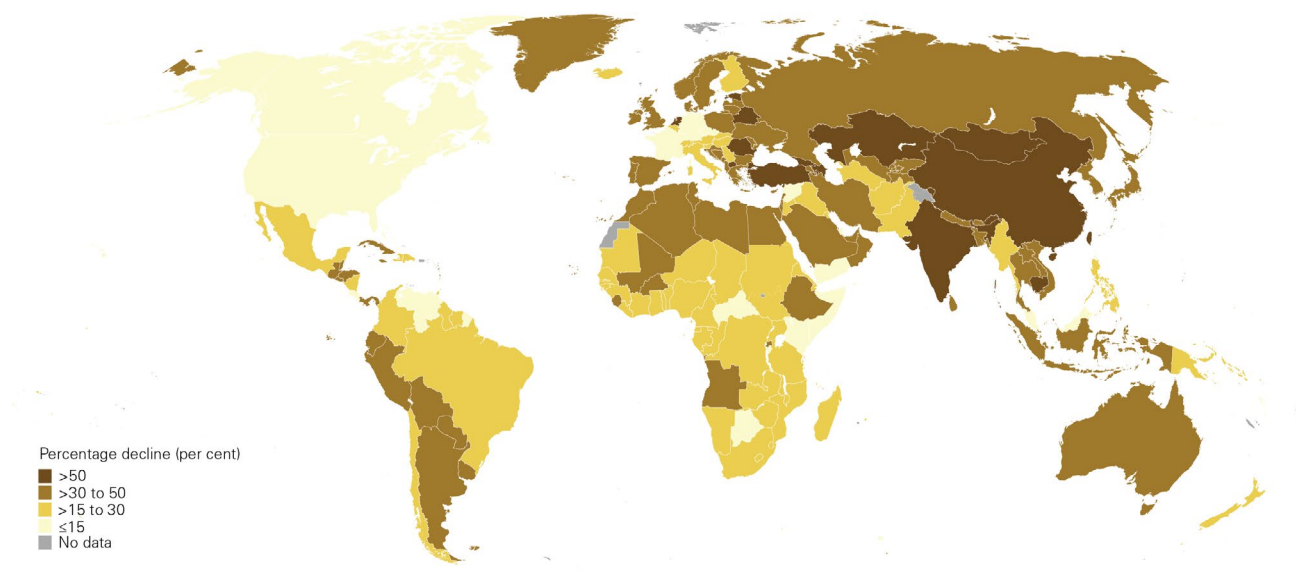 Percentage decline (per cent)
>50
>30 to 50
>15 to 30
≤15
No data